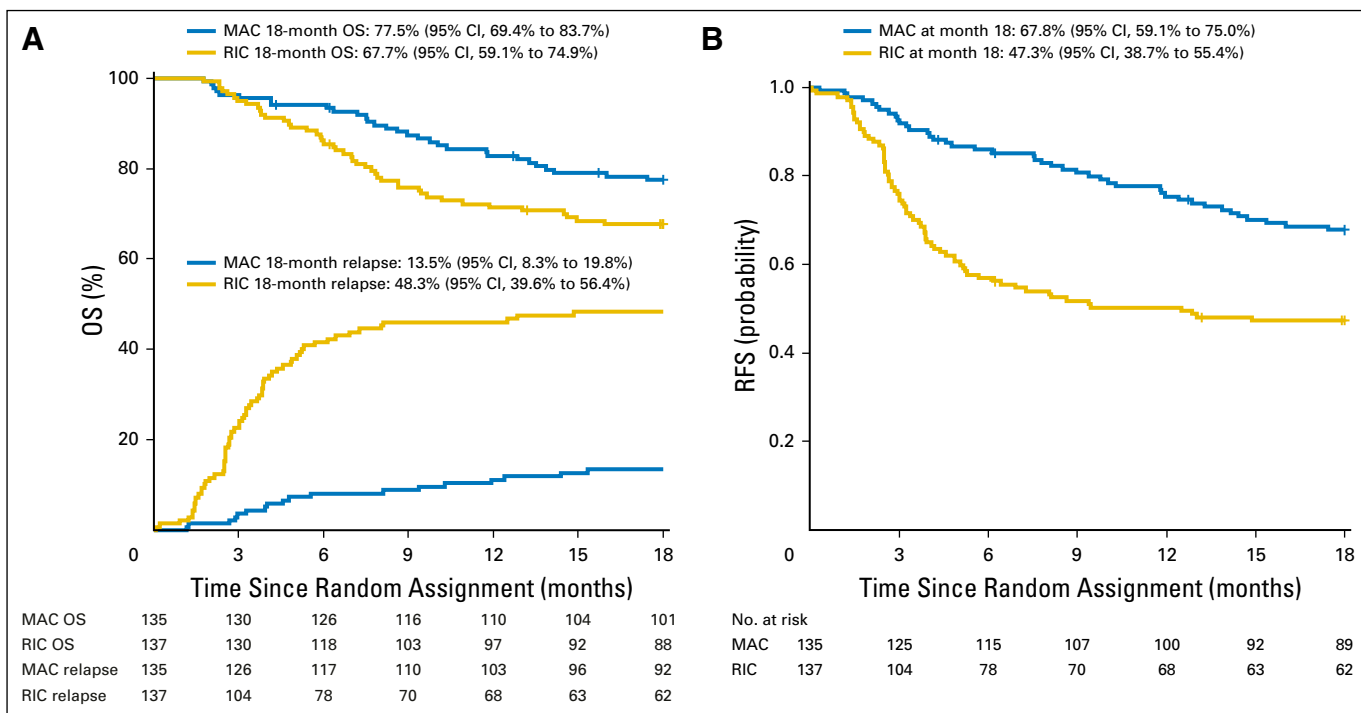 A
MAC 18-month OS: 77.5% (95% CI, 69.4% to 83.7%)
RIC 18-month OS: 67.7% (95% CI, 59.1% to 74.9%)
100
80
60
40
20
0
OS (%)
MAC 18-month relapse: 13.5% (95% CI, 8.3% to 19.8%)
RIC 18-month relapse: 48.3% (95% CI, 39.6% to 56.4%)
3 6 9 12 15 18
Time Since Random Assignment (months)
MAC OS 135 130 126 116 110 104 101
RIC OS 137 130 118 103 97 92 88
MAC relapse 135 126 117 110 103 96 92
RIC relapse 137 104 78 70 68 63 62
B
MAC at month 18: 67.8% (95% CI, 59.1% to 75.0%)
RIC at month 18: 47.3% (95% CI, 38.7% to 55.4%)
1.0
0.8
0.6
0.4
0.2
0
RFS (probability)
3 6 9 12 15 18
Time Since Random Assignment (months)
No. at risk
MAC 135 125 115 107 100 92 89
RIC 137 104 78 70 68 63 62